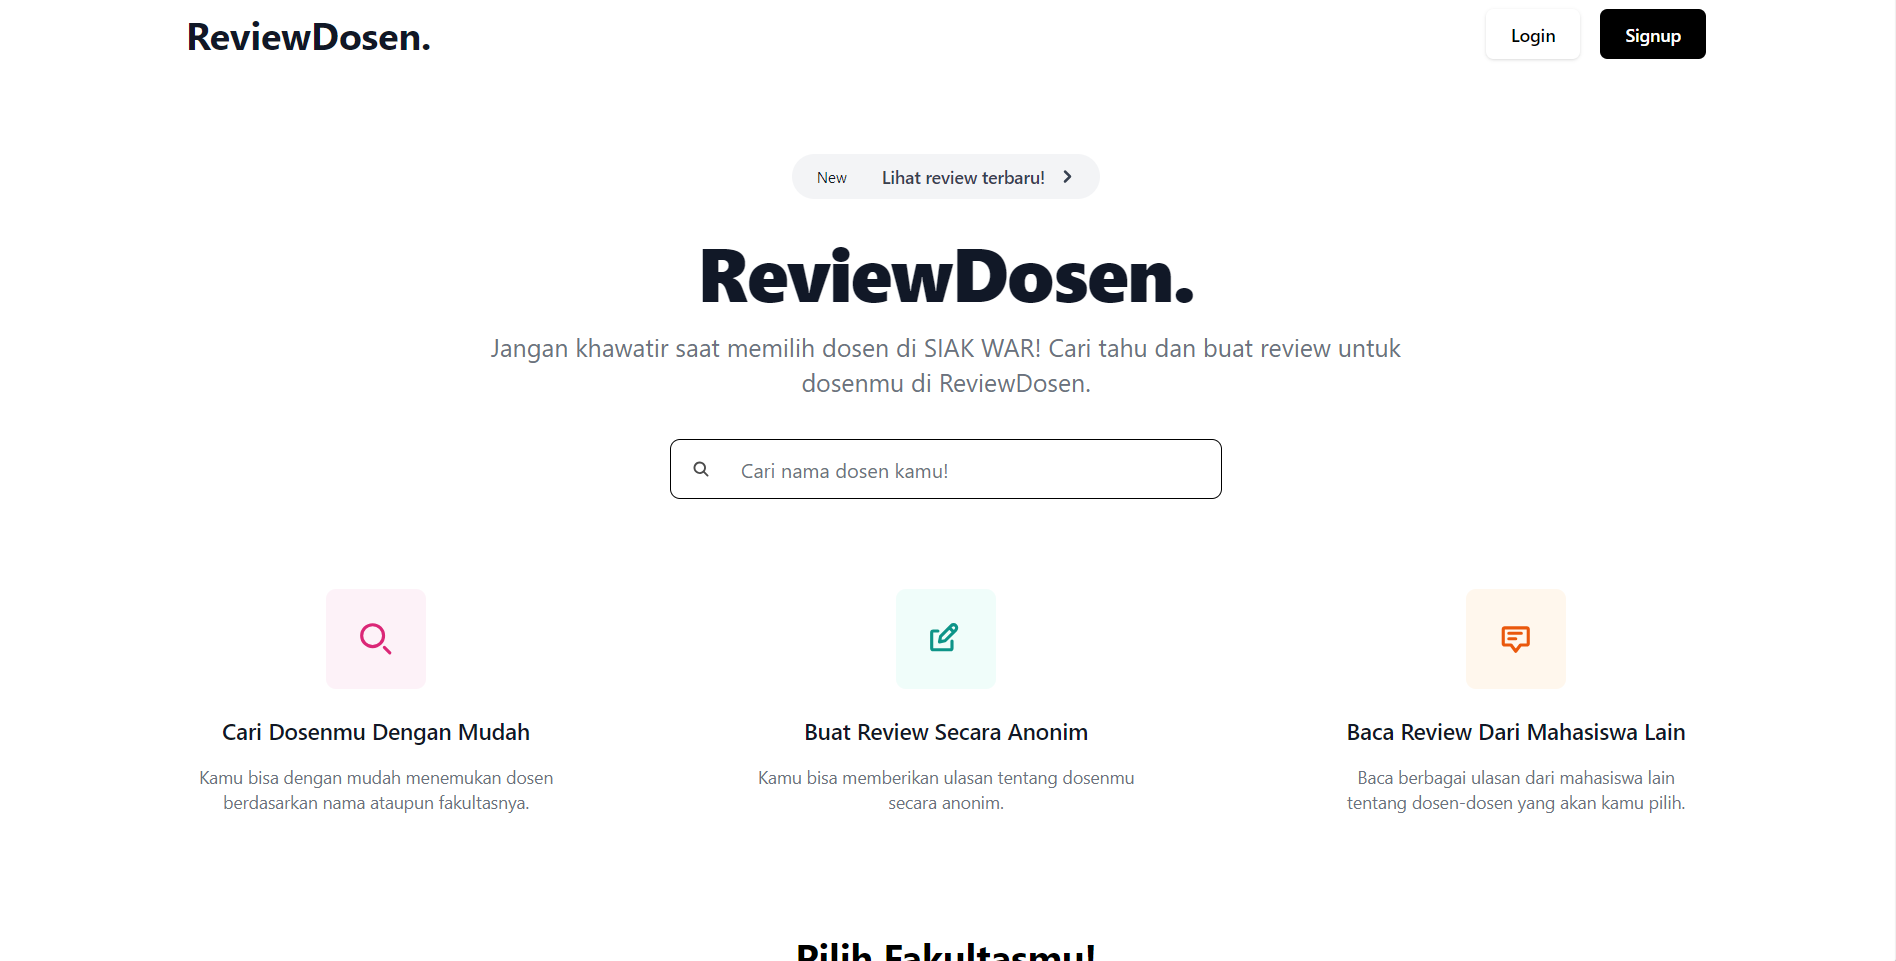 ReviewDosen.
Login
Signup
New
Lihat review terbaru!
ReviewDosen.
Jangan khawatir saat memilih dosen di SIAK WAR! Cari tahu dan buat review untuk
dosenmu di ReviewDosen.
Cari nama dosen kamu!
Cari Dosenmu Dengan Mudah
Kamu bisa dengan mudah menemukan dosen
berdasarkan nama ataupun fakultasnya.
Buat Review Secara Anonim
Kamu bisa memberikan ulasan tentang dosenmu
secara anonim.
Baca Review Dari Mahasiswa Lain
Baca berbagai ulasan dari mahasiswa lain
tentang dosen-dosen yang akan kamu pilih.
Pilih Fakultasmu!